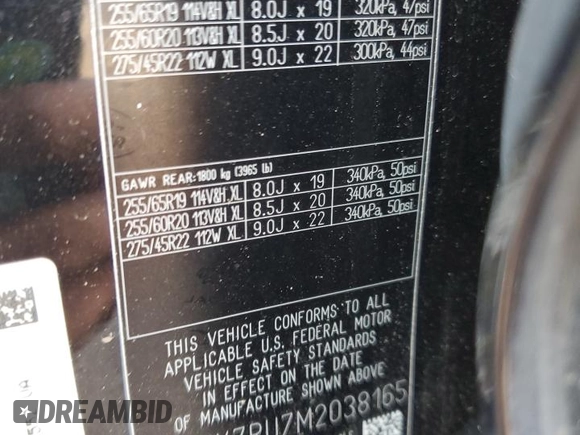 255/65R19 114V&H XL 8.0J x 19 320kPa, 47psi
255/60R20 113V&H XL 8.5J x 20 320kPa, 47psi
275/45R22 112W XL 9.0J x 22 300kPa, 44psi
GAWR REAR:1800 kg (3965 lb)
255/65R19 114V&H XL 8.0J x 19 340kPa, 50psi
255/60R20 113V&H XL 8.5J x 20 340kPa, 50psi
275/45R22 112W XL 9.0J x 22 340kPa, 50psi
THIS VEHICLE CONFORMS TO ALL
APPLICABLE U.S. FEDERAL MOTOR
VEHICLE SAFETY STANDARDS
IN EFFECT ON THE DATE
OF MANUFACTURE SHOWN ABOVE
M2038165
DREAMBID